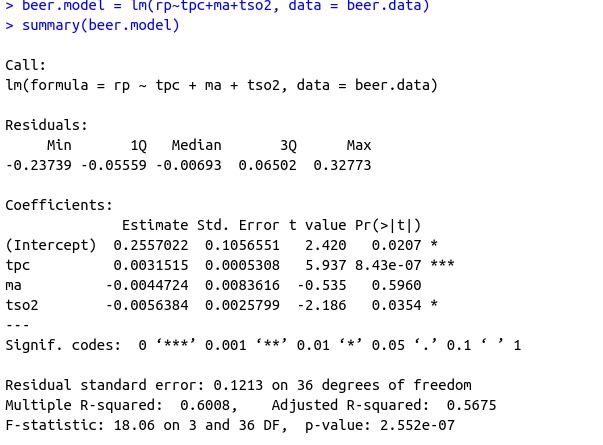 > beer.model = lm(rp~tpc+ma+tso2, data = beer.data)
> summary(beer.model)
Call:
lm(formula = rp ~ tpc + ma + tso2, data = beer.data)
Residuals:
     Min       1Q   Median       3Q      Max
-0.23739 -0.05559 -0.00693  0.06502  0.32773
Coefficients:
              Estimate Std. Error t value Pr(>|t|)
(Intercept)  0.2557022  0.1056551   2.420   0.0207 *
tpc          0.0031515  0.0005308   5.937 8.43e-07 ***
ma          -0.0044724  0.0083616  -0.535   0.5960
tso2        -0.0056384  0.0025799  -2.186   0.0354 *
---
Signif. codes:  0 ‘***’ 0.001 ‘**’ 0.01 ‘*’ 0.05 ‘.’ 0.1 ‘ ’ 1
Residual standard error: 0.1213 on 36 degrees of freedom
Multiple R-squared:  0.6008,    Adjusted R-squared:  0.5675
F-statistic: 18.06 on 3 and 36 DF,  p-value: 2.552e-07